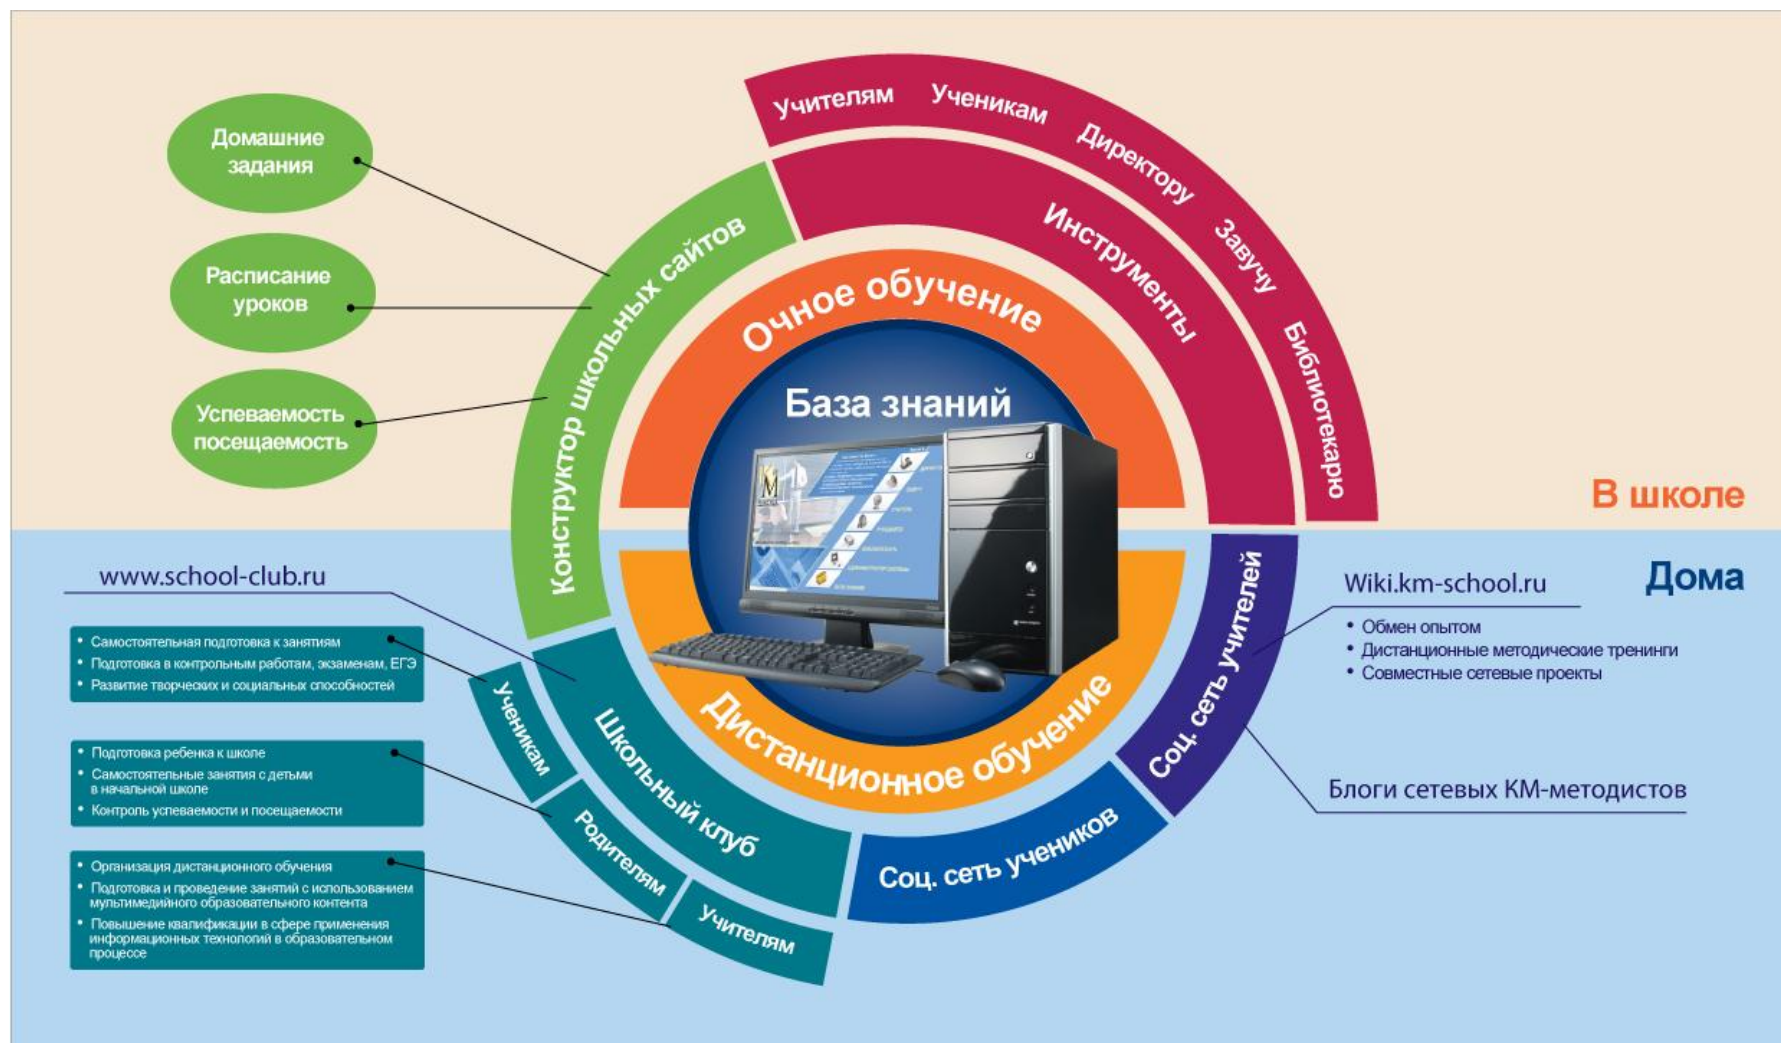 Учителям
Ученикам
Директору
Завучу
Библиотекарю
Инструменты
Домашние
задания
Расписание
уроков
Успеваемость
посещаемость
Конструктор школьных сайтов
Очное обучение
База знаний
КМ
В школе
Дома
www.school-club.ru
• Самостоятельная подготовка к занятиям
• Подготовка в контрольным работам, экзаменам, ЕГЭ
• Развитие творческих и социальных способностей
• Подготовка ребенка к школе
• Самостоятельные занятия с детьми
в начальной школе
• Контроль успеваемости и посещаемости
• Организация дистанционного обучения
• Подготовка и проведение занятий с использованием
мультимедийного образовательного контента
• Повышение квалификации в сфере применения
информационных технологий в образовательном
процессе
Ученикам
Родителям
Учителям
Школьный клуб
Дистанционное обучение
Соц. сеть учеников
Соц. сеть учителей
Wiki.km-school.ru
• Обмен опытом
• Дистанционные методические тренинги
• Совместные сетевые проекты
Блоги сетевых КМ-методистов